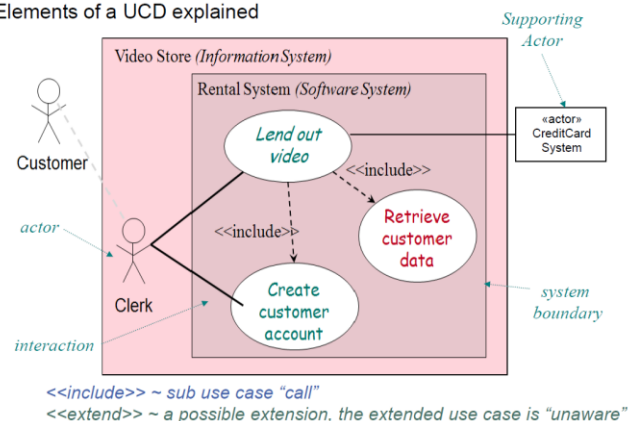 Elements of a UCD explained
Supporting
Actor
Video Store (Information System)
Rental System (Software System)
«actor»
CreditCard
System
Lend out
video
Customer
<<include>>
Retrieve
customer
data
actor
<<include>>
Clerk
Create
customer
account
system
boundary
interaction
<<include>> ~ sub use case “call”
<<extend>> ~ a possible extension, the extended use case is “unaware”